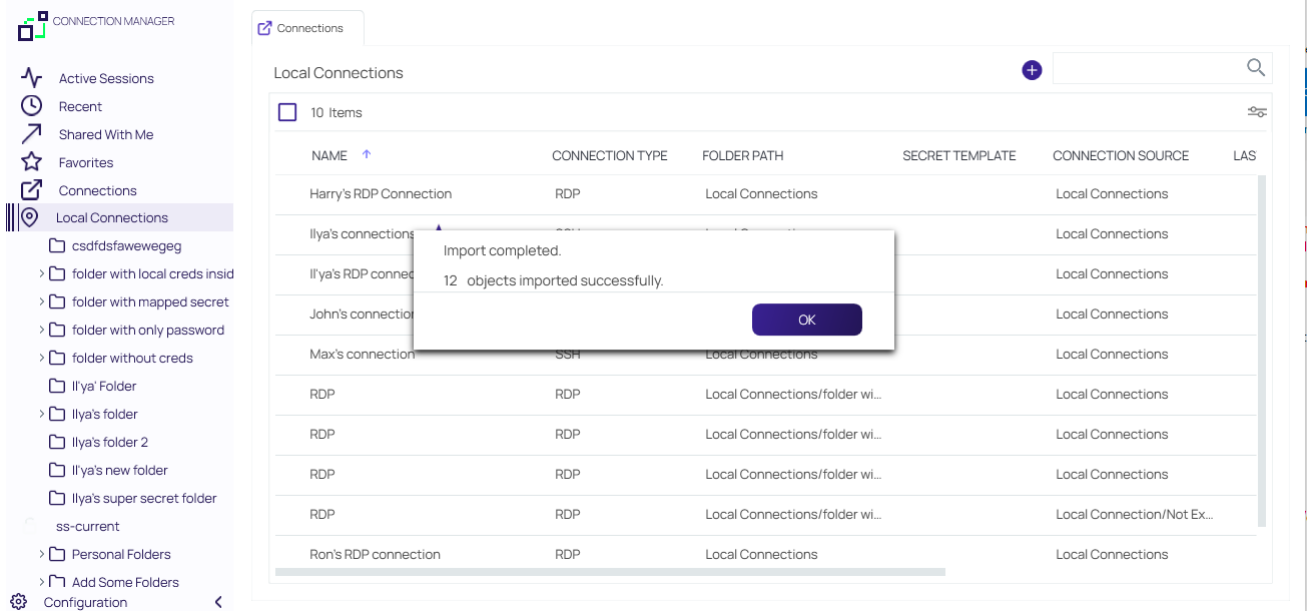 CONNECTION MANAGER
Active Sessions
Recent
Shared With Me
Favorites
Connections
Local Connections
csdfdsfawewegeg
folder with local creds insid
folder with mapped secret
folder with only password
folder without creds
Il'ya' Folder
Ilya's folder
Ilya's folder 2
Il'ya's new folder
Ilya's super secret folder
ss-current
Personal Folders
Add Some Folders
Configuration
Connections
Local Connections
10 Items
NAME CONNECTION TYPE FOLDER PATH SECRET TEMPLATE CONNECTION SOURCE LAS
Harry's RDP Connection RDP Local Connections Local Connections
Ilya's connections SSH Local Connections
Il'ya's RDP connec Local Connections
John's connection Local Connections
Max's connection SSH Local Connections Local Connections
RDP RDP Local Connections/folder wi... Local Connections
RDP RDP Local Connections/folder wi... Local Connections
RDP RDP Local Connections/folder wi... Local Connections
RDP RDP Local Connections/folder wi... Local Connection/Not Ex...
Ron's RDP connection RDP Local Connections Local Connections
Import completed.
12 objects imported successfully.
OK